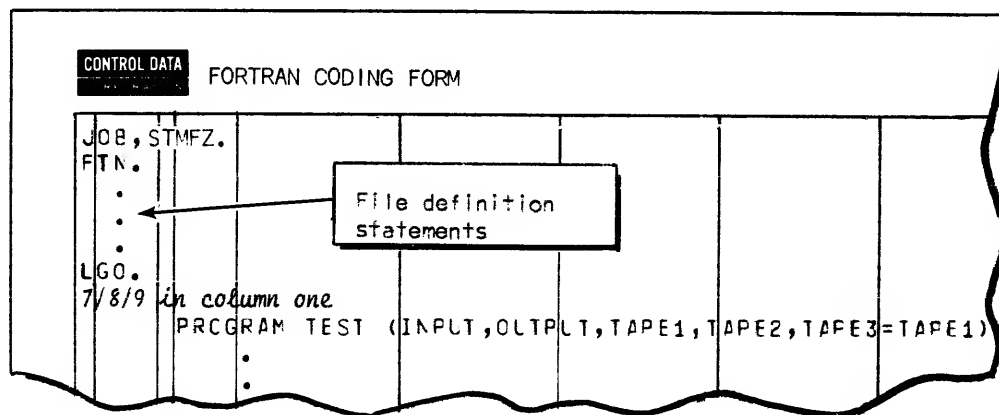 CONTROL DATA
FORTRAN CODING FORM
JOB,STMFZ.
FTN.
.
.
.
File definition
statements
LGO.
7/8/9 in column one
PROGRAM TEST (INPUT,OUTPUT,TAPE1,TAPE2,TAPE3=TAPE1)
.
.